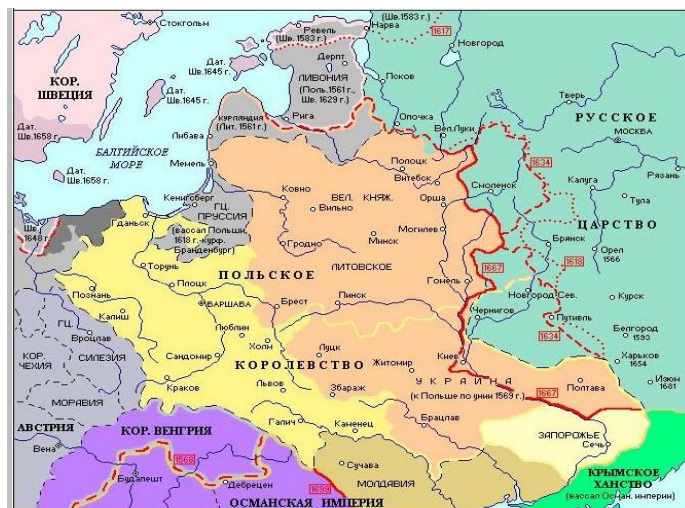 Стокгольн
Ревель
(Шв. 1583 г.)
(Шв.1583 г.)
Нарва
1617
Новгород
КОР.
ШВЕЦИЯ
Дат.
Шв.1645 г.
Дерпт
ЛИВОНИЯ
(Поль.1561 г.,
Шв. 1629 г.)
Псков
Дат.
Шв.1645 г.
Тверь
КУРЛЯНДИЯ
(Лит. 1561 г.)
Рига
Опочка
Вел.Луки
РУССКОЕ
МОСКВА
Дат.
Шв.1658 г.
БАЛТИЙСКОЕ
МОРЕ
Либава
Мемель
Полоцк
Витебск
1634
Рязань
Дат.
Шв.1658 г.
Кенигсберг
ГЦ.
ПРУССИЯ
(вассал Польши,
1618 г.-курф.
Бранденбург)
Ковно
ВЕЛ. КНЯЖ.
Вильно
Орша
Смоленск
Калуга
Тула
ЦАРСТВО
Шв.
1648 г.
Гданьск
Минск
Могилев
Брянск
Орел
1566
Гродно
ЛИТОВСКОЕ
1667
1618
Торунь
ПОЛЬСКОЕ
Гомель
Познань
Плоцк
ВАРШАВА
Брест
Пинск
Новгород-Сев.
Курск
Калиш
Чернигов
Путивль
ГЦ.
Вроцлав
СИЛЕЗИЯ
Люблин
Холм
Луцк
1634
Белгород
1593
КОР.
ЧЕХИЯ
Сандомир
КОРОЛЕВСТВО
Житомир
Киев
Харьков
1654
МОРАВИЯ
Краков
Львов
Збараж
УКРАИНА
(к Польше по унии 1569 г.)
1667
Полтава
Изюм
1681
АВСТРИЯ
Вена
КОР. ВЕНГРИЯ
Галич
Каменец
Брацлав
ЗАПОРОЖЬЕ
Сечь
1568
Будапешт
Дебрецен
Сучава
МОЛДАВИЯ
КРЫМСКОЕ
ХАНСТВО
(вассал Осман. империи)
1699
ОСМАНСКАЯ ИМПЕРИЯ